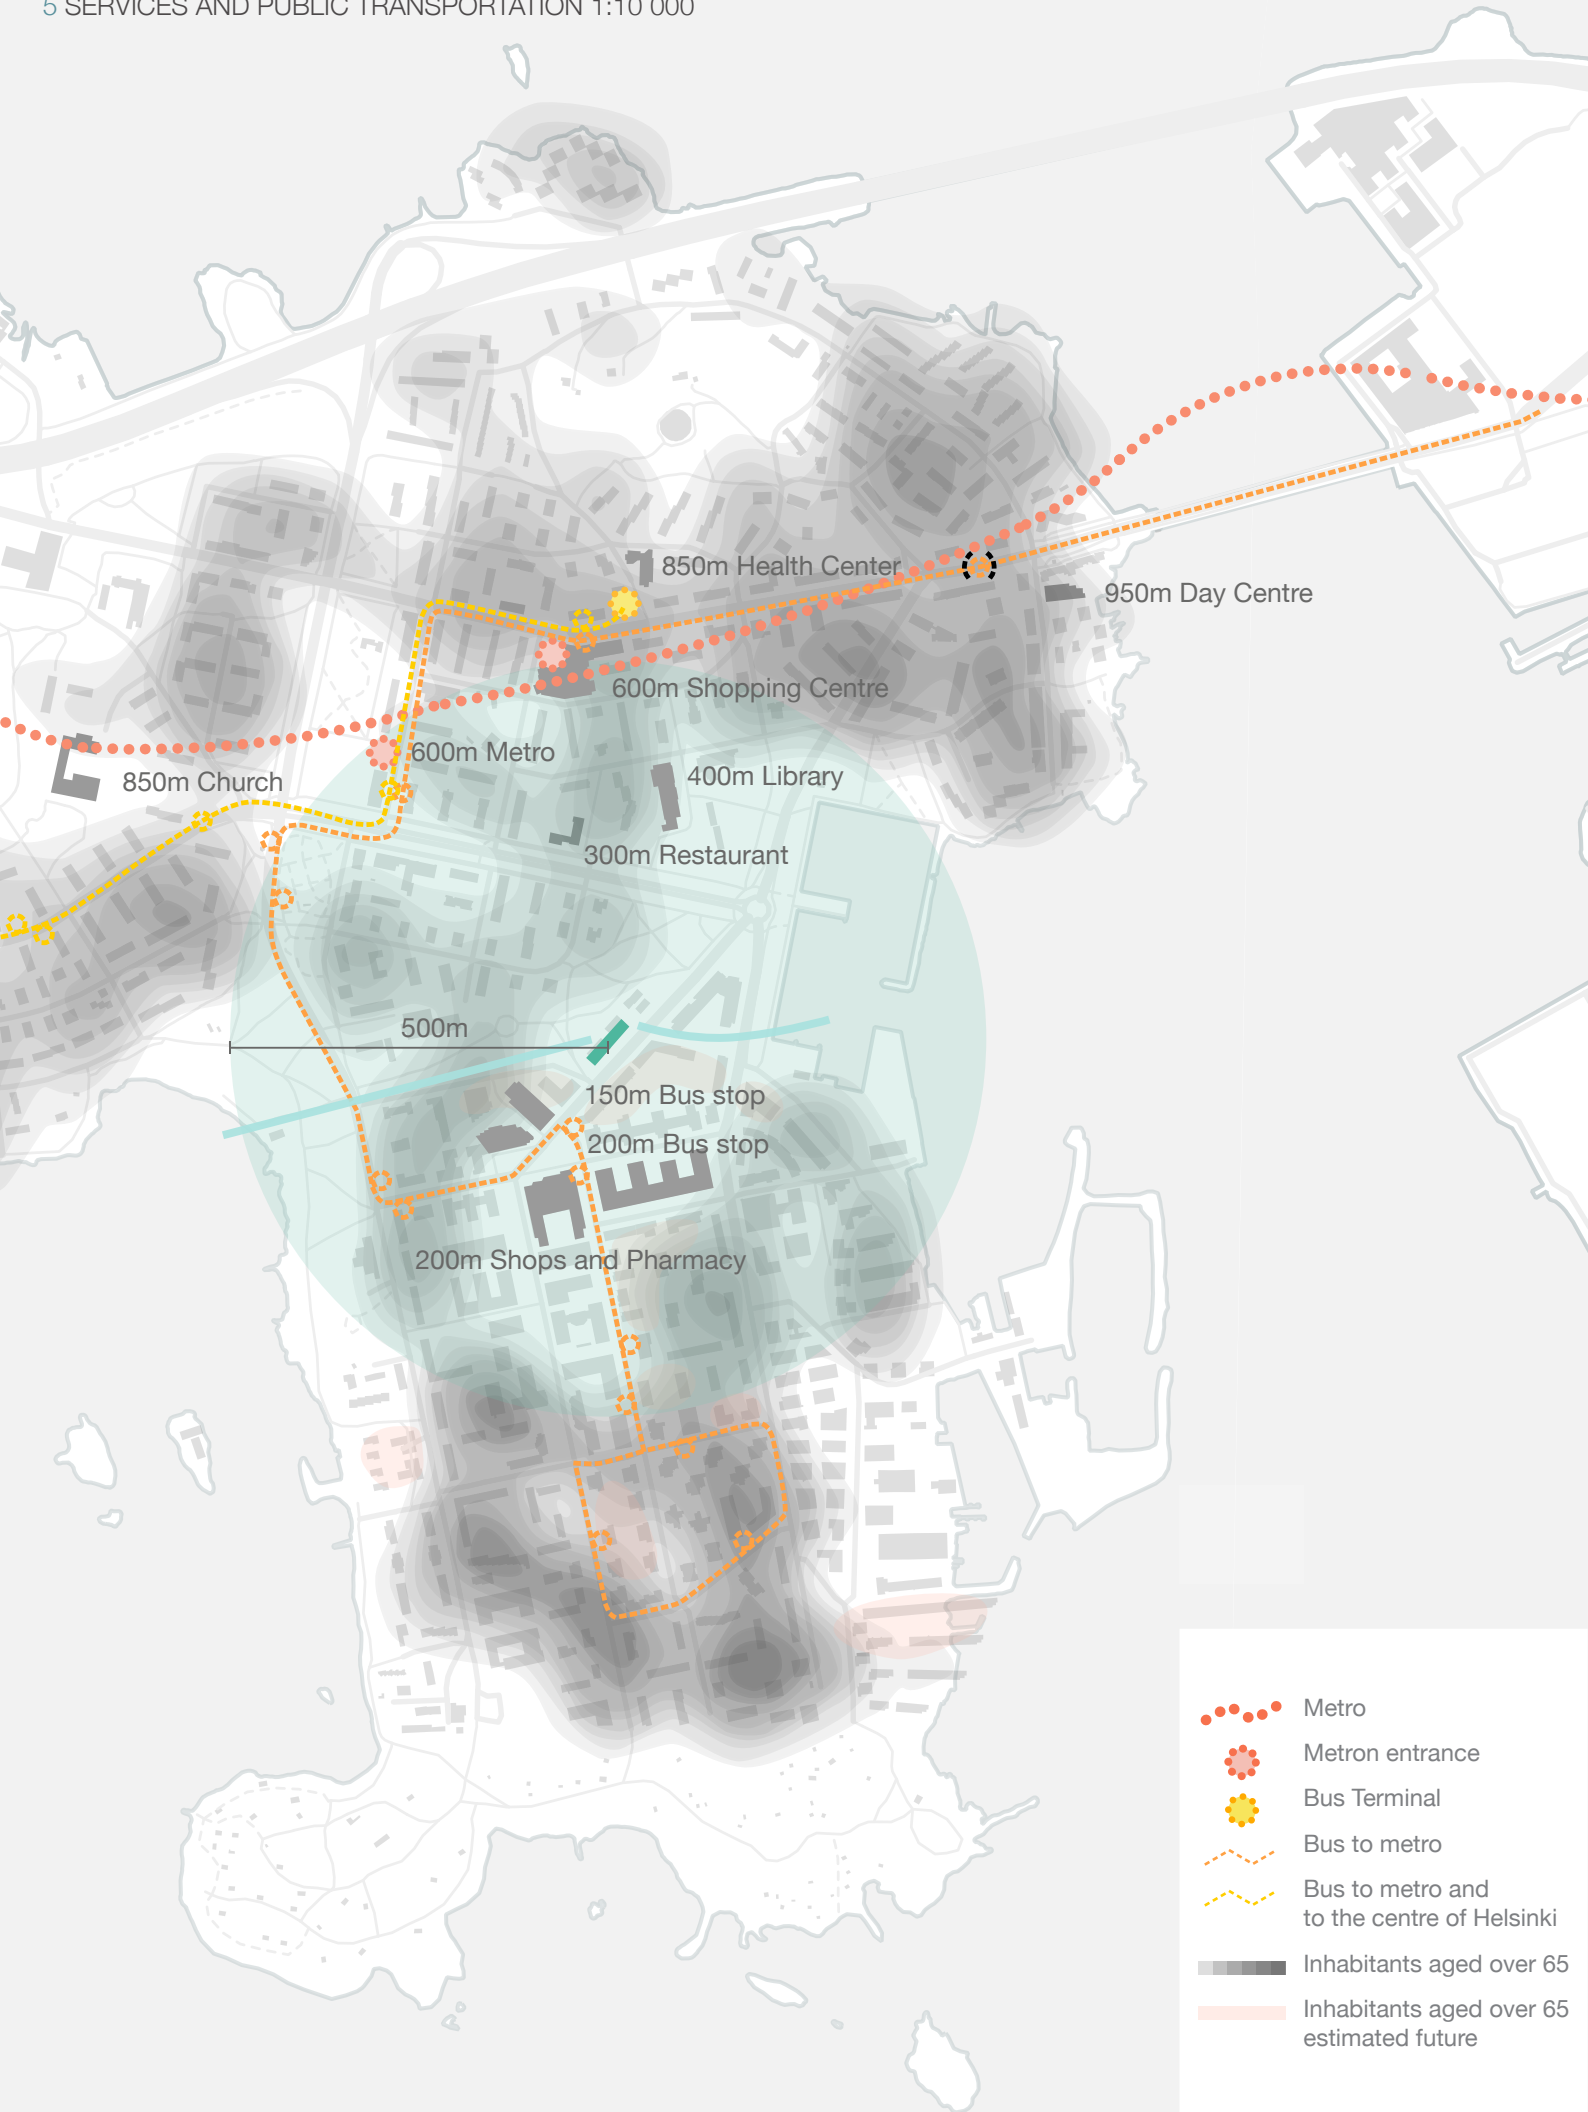 5 SERVICES AND PUBLIC TRANSPORTATION 1:10 000
850m Health Center
950m Day Centre
600m Shopping Centre
600m Metro
400m Library
850m Church
300m Restaurant
500m
150m Bus stop
200m Bus stop
200m Shops and Pharmacy
Metro
Metron entrance
Bus Terminal
Bus to metro
Bus to metro and
to the centre of Helsinki
Inhabitants aged over 65
Inhabitants aged over 65
estimated future